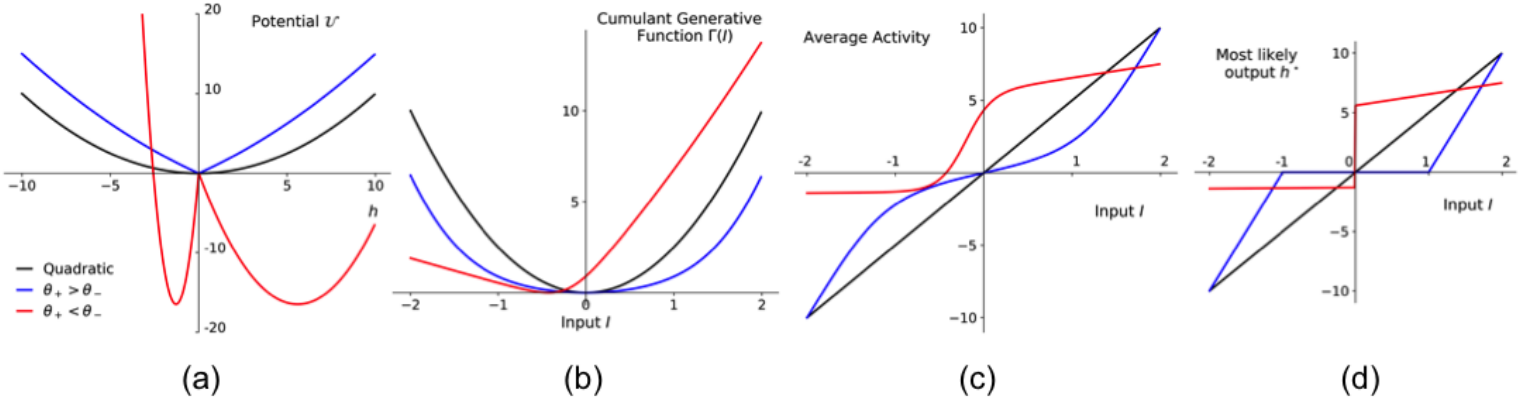 Potential 𝒰
20
10
-10
-20
−10
−5
5
10
h
Quadratic
θ₊ > θ₋
θ₊ < θ₋
(a)
Cumulant Generative
Function Γ(I)
10
5
−2
−1
0
1
2
Input I
(b)
Average Activity
10
5
-2
-1
1
2
Input I
−5
−10
(c)
Most likely
output h*
10
5
-2
-1
0
1
2
Input I
−5
−10
(d)